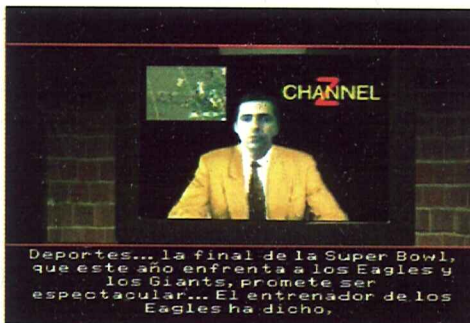 CHANNEL
Z
Deportes... la final de la Super Bowl,
que este año enfrenta a los Eagles y
los Giants, promete ser
espectacular... El entrenador de los
Eagles ha dicho,